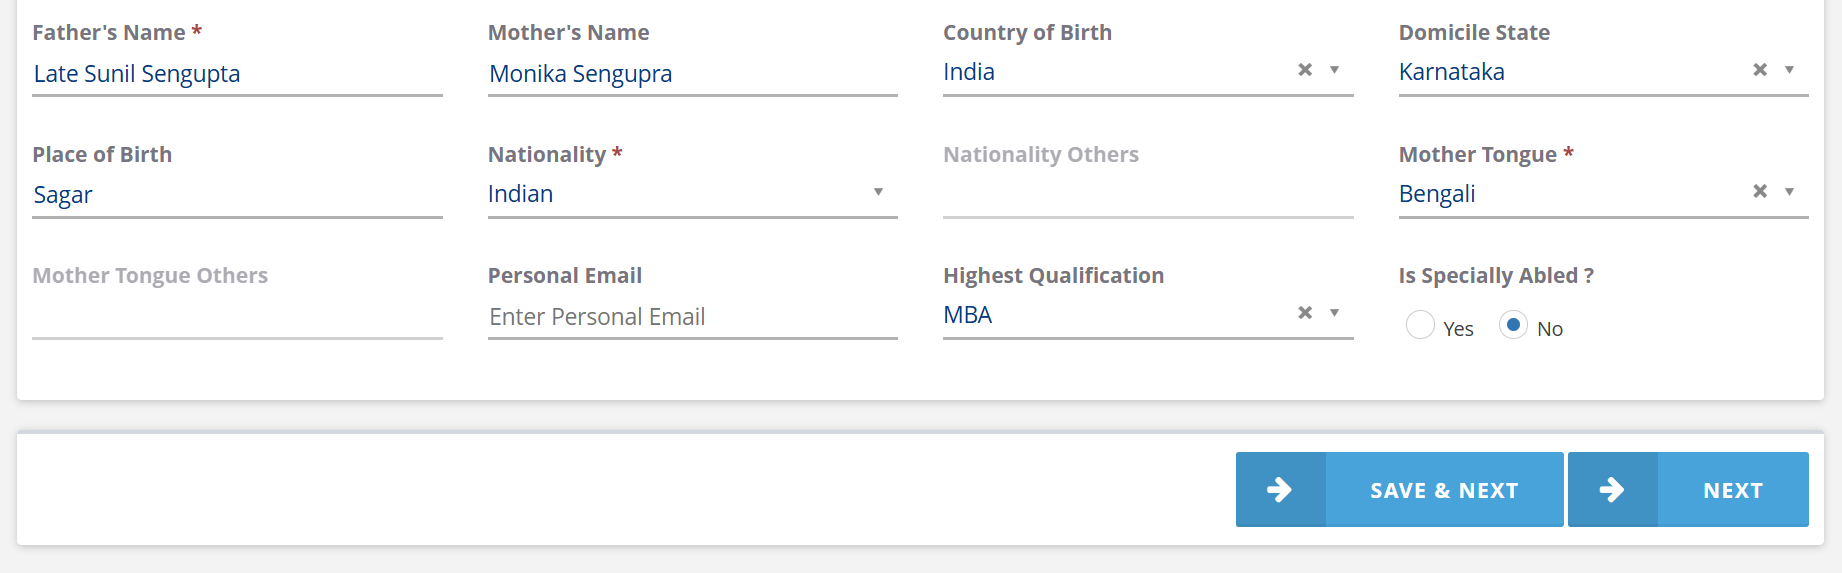 Father's Name * Mother's Name Country of Birth Domicile State
Late Sunil Sengupta Monika Sengupra India Karnataka
Place of Birth Nationality * Nationality Others Mother Tongue *
Sagar Indian Bengali
Mother Tongue Others Personal Email Highest Qualification Is Specially Abled ?
Enter Personal Email MBA Yes No
SAVE & NEXT NEXT